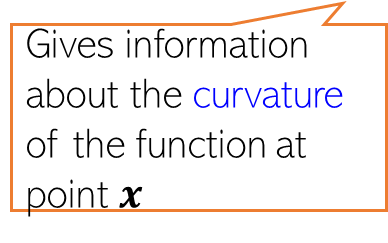 Gives information
about the curvature
of the function at
point x